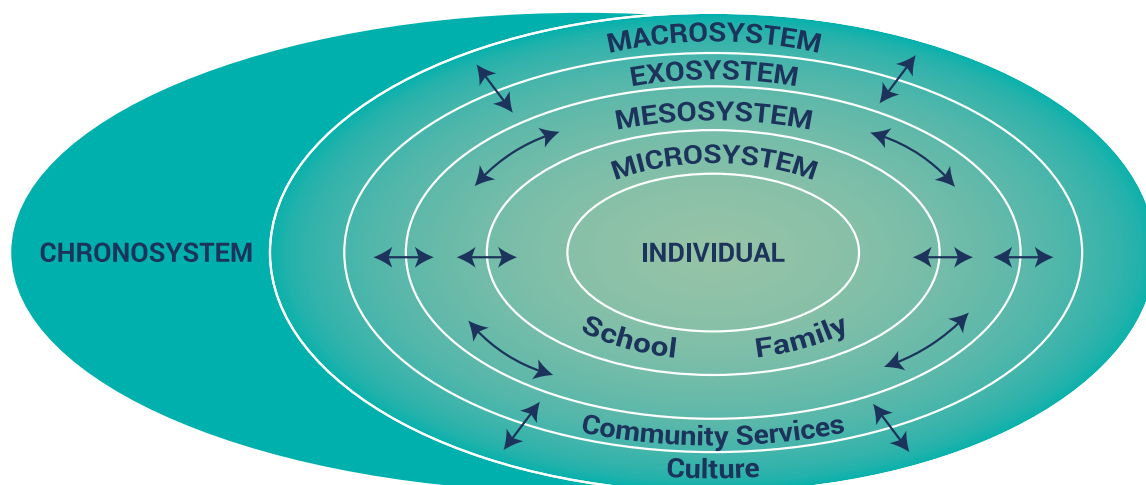 MACROSYSTEM
EXOSYSTEM
MESOSYSTEM
MICROSYSTEM
CHRONOSYSTEM
INDIVIDUAL
School
Family
Community Services
Culture